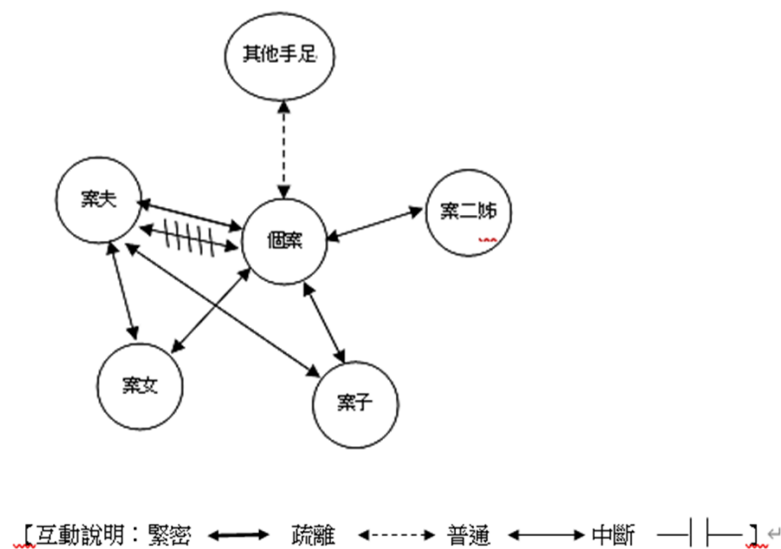 其他手足
案夫
案二姊
個案
案女
案子
【互動說明：緊密 疏離 普通 中斷 】